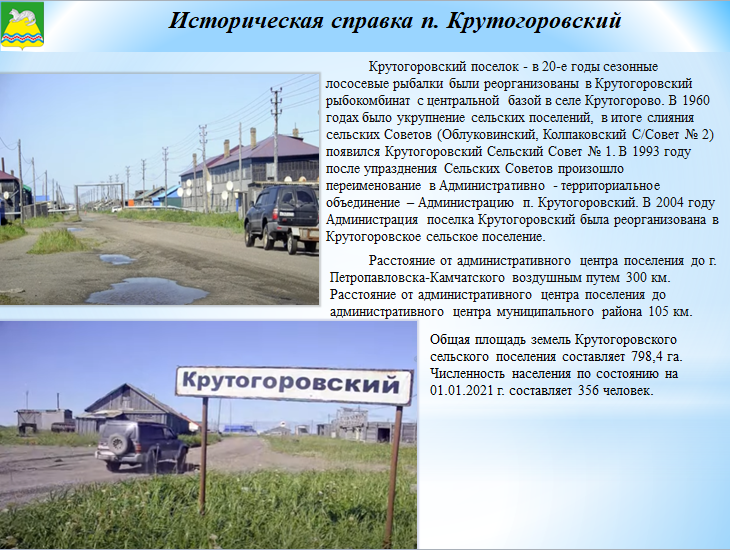 Историческая справка п. Крутогоровский
Крутогоровский поселок - в 20-е годы сезонные
лососевые рыбалки были реорганизованы в Крутогоровский
рыбокомбинат с центральной базой в селе Крутогорово. В 1960
годах было укрупнение сельских поселений, в итоге слияния
сельских Советов (Облуковинский, Колпаковский С/Совет № 2)
появился Крутогоровский Сельский Совет № 1. В 1993 году
после упразднения Сельских Советов произошло
переименование в Административно - территориальное
объединение – Администрацию п. Крутогоровский. В 2004 году
Администрация поселка Крутогоровский была реорганизована в
Крутогоровское сельское поселение.
Расстояние от административного центра поселения до г.
Петропавловска-Камчатского воздушным путем 300 км.
Расстояние от административного центра поселения до
административного центра муниципального района 105 км.
Общая площадь земель Крутогоровского
сельского поселения составляет 798,4 га.
Численность населения по состоянию на
01.01.2021 г. составляет 356 человек.
Крутогоровский